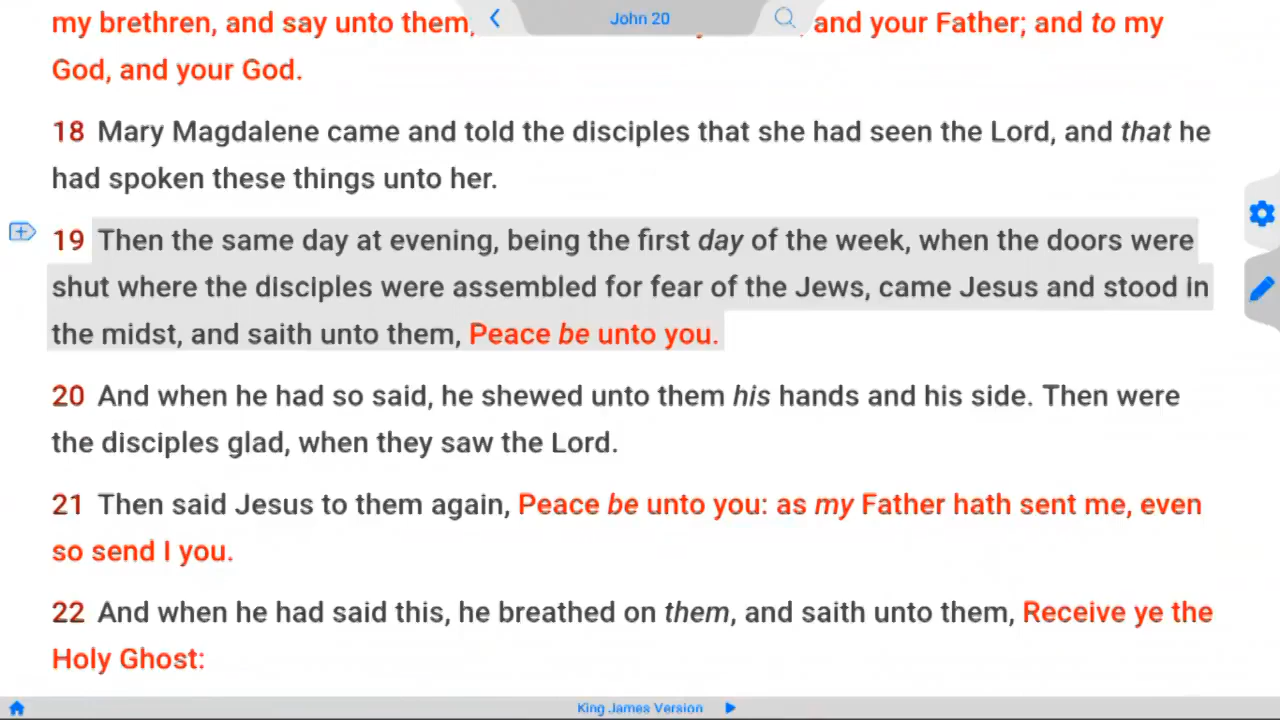 John 20
my brethren, and say unto them, and your Father; and to my
God, and your God.
18 Mary Magdalene came and told the disciples that she had seen the Lord, and that he
had spoken these things unto her.
19 Then the same day at evening, being the first day of the week, when the doors were
shut where the disciples were assembled for fear of the Jews, came Jesus and stood in
the midst, and saith unto them, Peace be unto you.
20 And when he had so said, he shewed unto them his hands and his side. Then were
the disciples glad, when they saw the Lord.
21 Then said Jesus to them again, Peace be unto you: as my Father hath sent me, even
so send I you.
22 And when he had said this, he breathed on them, and saith unto them, Receive ye the
Holy Ghost:
King James Version